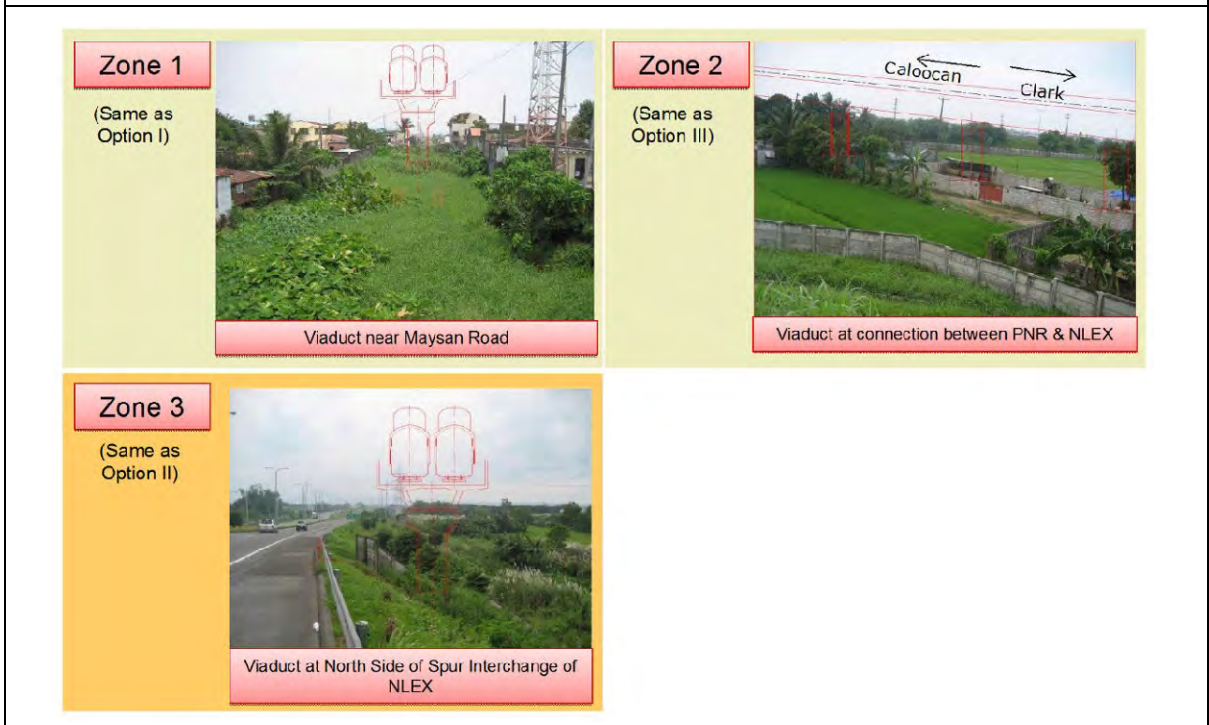 Zone 1
(Same as
Option I)
Viaduct near Maysan Road
Zone 2
(Same as
Option III)
Caloocan
Clark
Viaduct at connection between PNR & NLEX
Zone 3
(Same as
Option II)
Viaduct at North Side of Spur Interchange of
NLEX